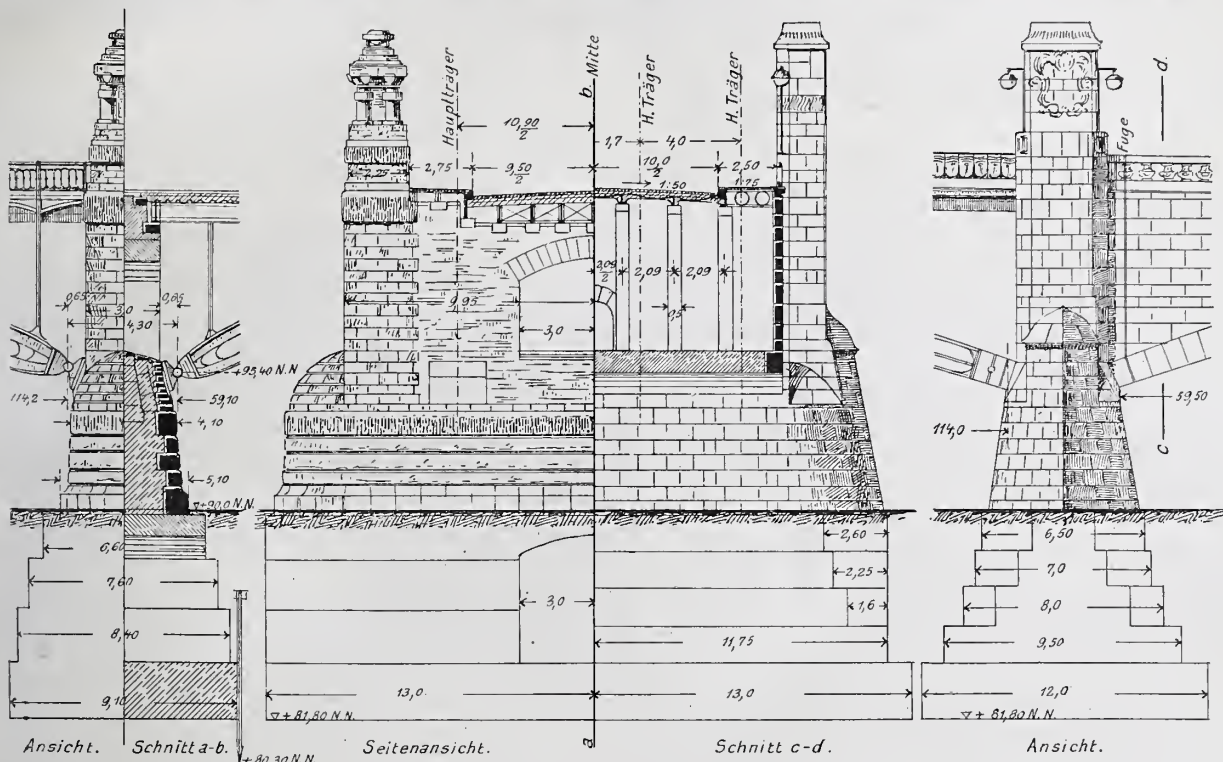 Hauptträger
10,90
2
Mitte
b.
H. Träger
H. Träger
1,7
4,0
2,75
9,50
2
10,0
2
2,50
2,25
1:50
1:75
d.
Fuge
0,65
3,0
0,65
4,30
+95,40 N.N
114,2
59,10
4,10
5,10
▽+90,0 N.N.
9,95
3,0
2,09
2
2,09
2,09
0,5
59,50
114,0
c
6,60
7,60
8,40
9,10
3,0
2,60
2,25
1,6
11,75
13,0
13,0
▽ + 81,80 N.N.
6,50
7,0
8,0
9,50
12,0
▽ + 81,80 N.N.
a
Ansicht.
Schnitt a-b.
+ 80,30 N.N
Seitenansicht.
Schnitt c-d.
Ansicht.